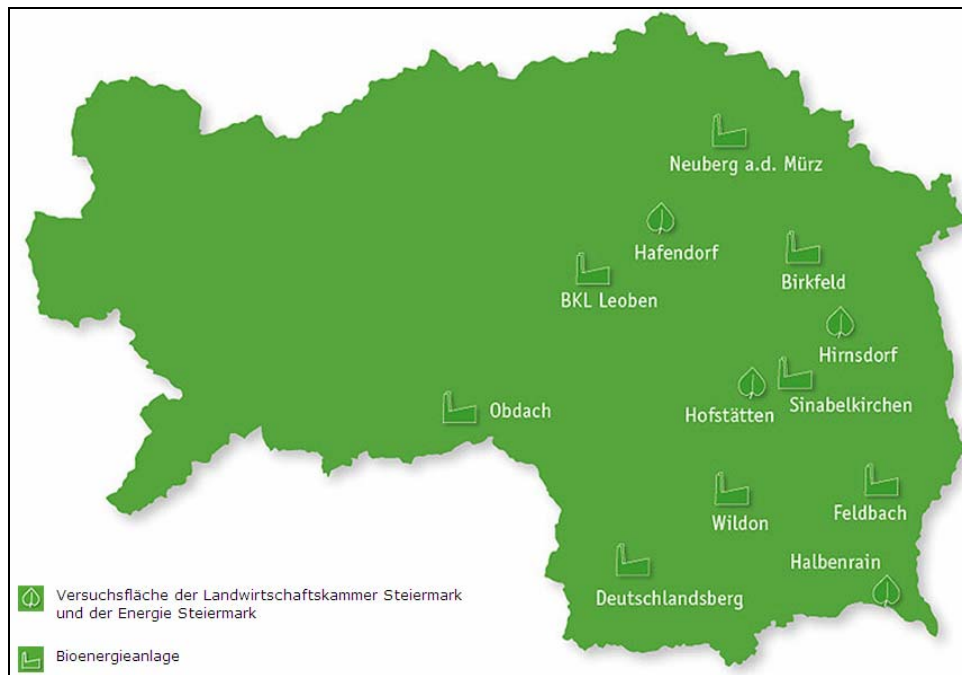 Neuberg a.d. Mürz
Hafendorf
Birkfeld
BKL Leoben
Hirnsdorf
Sinabelkirchen
Hofstätten
Obdach
Feldbach
Wildon
Halbenrain
Deutschlandsberg
Versuchsfläche der Landwirtschaftskammer Steiermark
und der Energie Steiermark
Bioenergieanlage